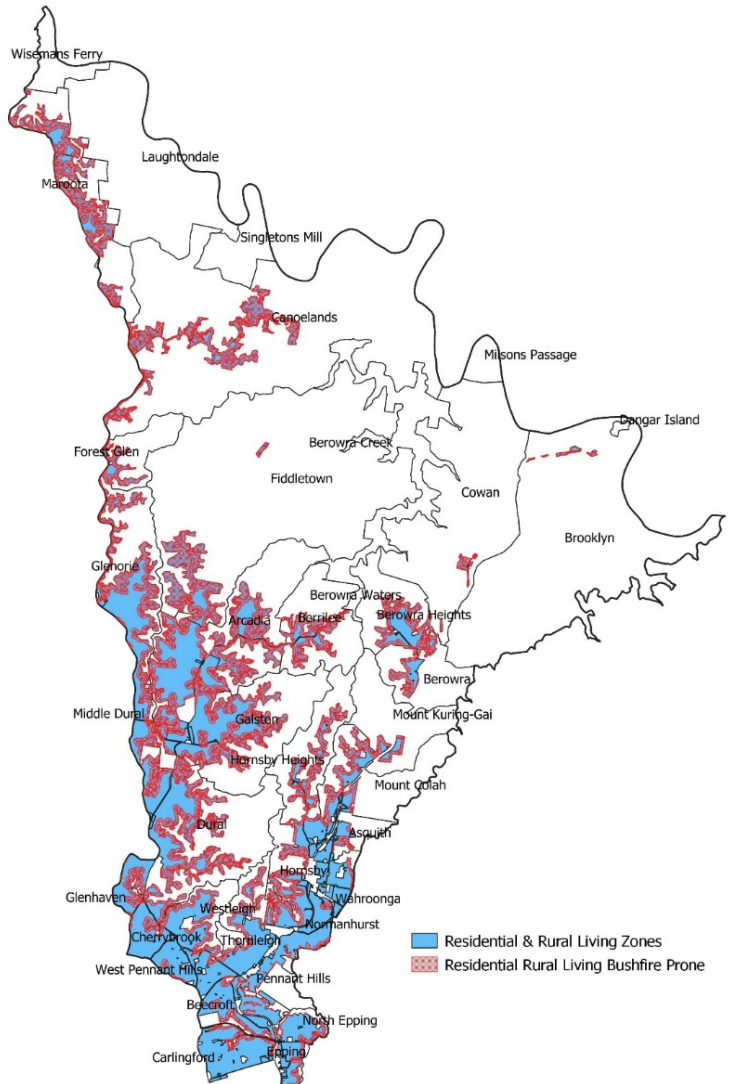 Wisemans Ferry
Laughtondale
Maroota
Singletons Mill
Canoelands
Milsons Passage
Dangar Island
Forest Glen
Berowra Creek
Fiddletown
Cowan
Brooklyn
Glenorie
Berowra Waters
Arcadia
Berrilee
Berowra Heights
Berowra
Middle Dural
Galston
Mount Kuring-Gai
Hornsby Heights
Mount Colah
Dural
Asquith
Hornsby
Glenhaven
Westleigh
Wahroonga
Cherrybrook
Thornleigh
Normanhurst
Residential & Rural Living Zones
West Pennant Hills
Residential Rural Living Bushfire Prone
Pennant Hills
Beecroft
North Epping
Carlingford
Epping